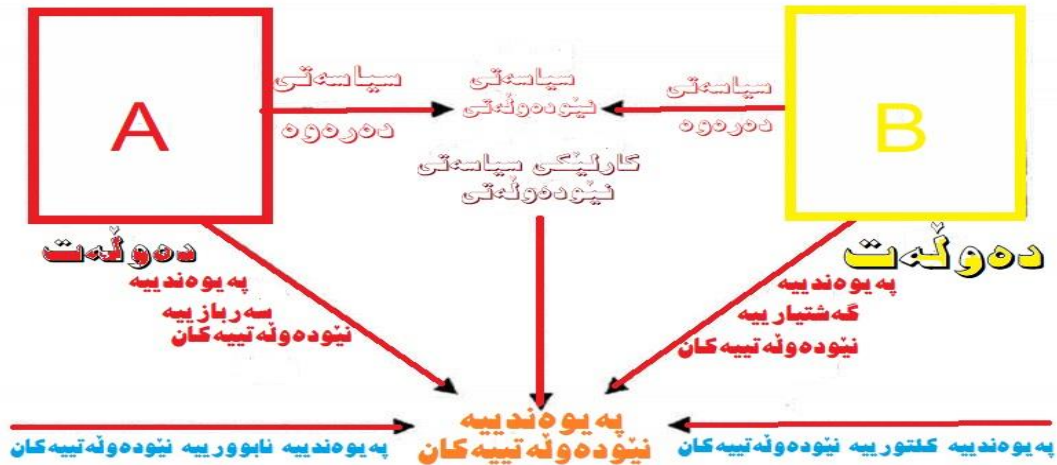 A
B
سیاسەتی
دەرەوە
سیاسەتی
نێودەوڵەتی
سیاسەتی
دەرەوە
کارلێکی سیاسەتی
نێودەوڵەتی
دەوڵەت
دەوڵەت
پەیوەندییە
سەربازییە
نێودەوڵەتییەکان
پەیوەندییە
گەشتیارییە
نێودەوڵەتییەکان
پەیوەندییە
نێودەوڵەتییەکان
پەیوەندییە ئابوورییە نێودەوڵەتییەکان
پەیوەندییە کلتورییە نێودەوڵەتییەکان